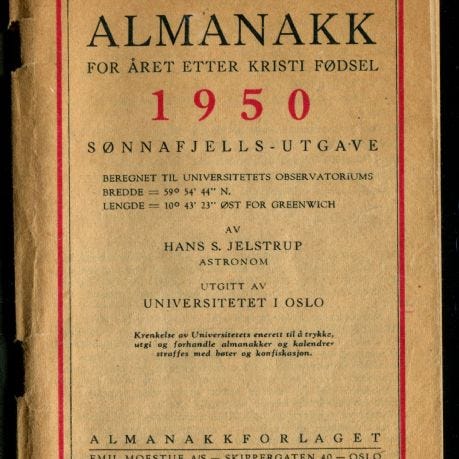 ALMANAKK
FOR ÅRET ETTER KRISTI FØDSEL
1950
SØNNAFJELLS-UTGAVE
BEREGNET TIL UNIVERSITETETS OBSERVATORIUMS
BREDDE = 59° 54' 44" N.
LENGDE = 10° 43' 23" ØST FOR GREENWICH
AV
HANS S. JELSTRUP
ASTRONOM
UTGITT AV
UNIVERSITETET I OSLO
Krenkelse av Universitetets enerett til å trykke,
utgi og forhandle almanakker og kalendrer
straffes med bøter og konfiskasjon.
ALMANAKKFORLAGET
EMIL MOESTUE A/S — SKIPPERGATEN 40 — OSLO